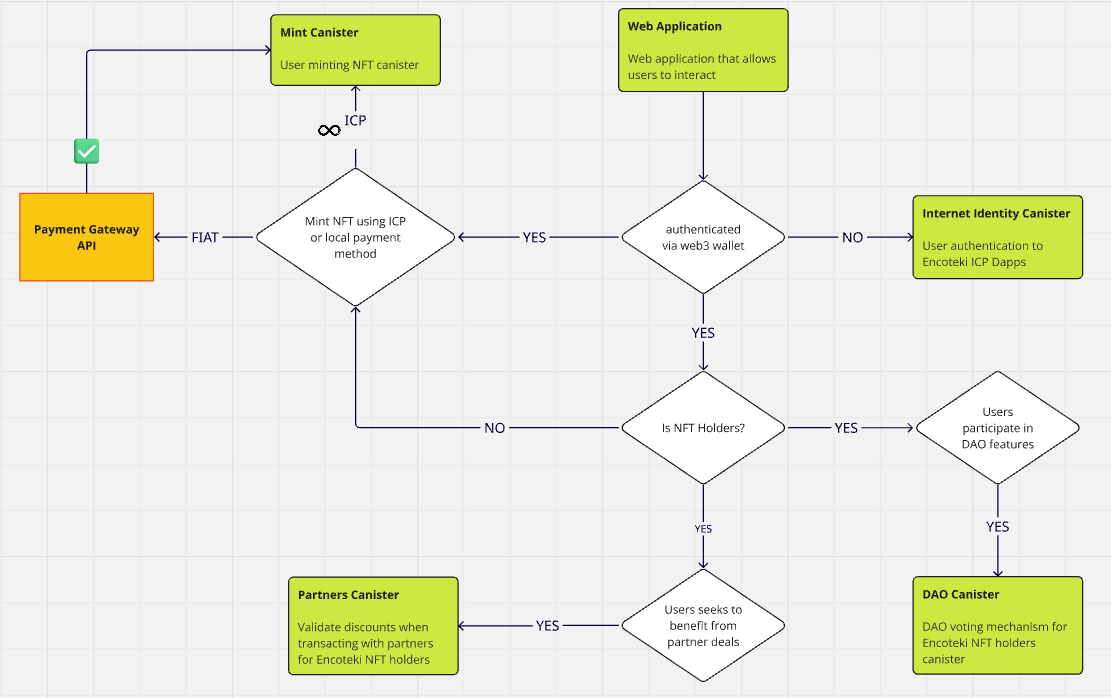 Mint Canister
User minting NFT canister
Web Application
Web application that allows
users to interact
ICP
Payment Gateway
API
FIAT
Mint NFT using ICP
or local payment
method
YES
authenticated
via web3 wallet
NO
Internet Identity Canister
User authentication to
Encoteki ICP Dapps
YES
NO
Is NFT Holders?
YES
Users
participate in
DAO features
YES
YES
Partners Canister
Validate discounts when
transacting with partners
for Encoteki NFT holders
YES
Users seeks to
benefit from
partner deals
DAO Canister
DAO voting mechanism for
Encoteki NFT holders
canister